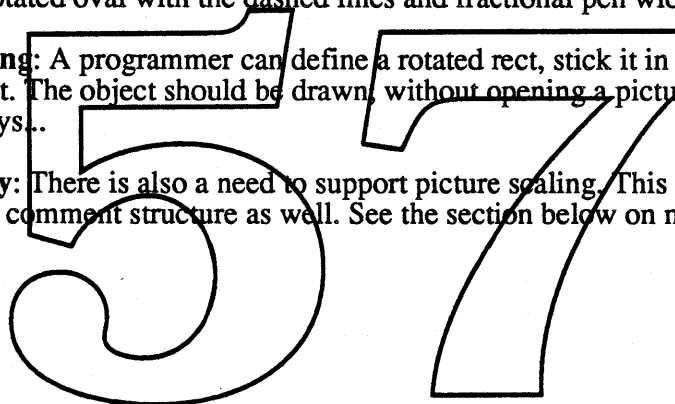 otated oval with the dashed lines and fractional pen wid
ng: A programmer can define a rotated rect, stick it in
t. The object should be drawn, without opening a pictu
ys...
y: There is also a need to support picture scaling. This
comment structure as well. See the section below on n
57